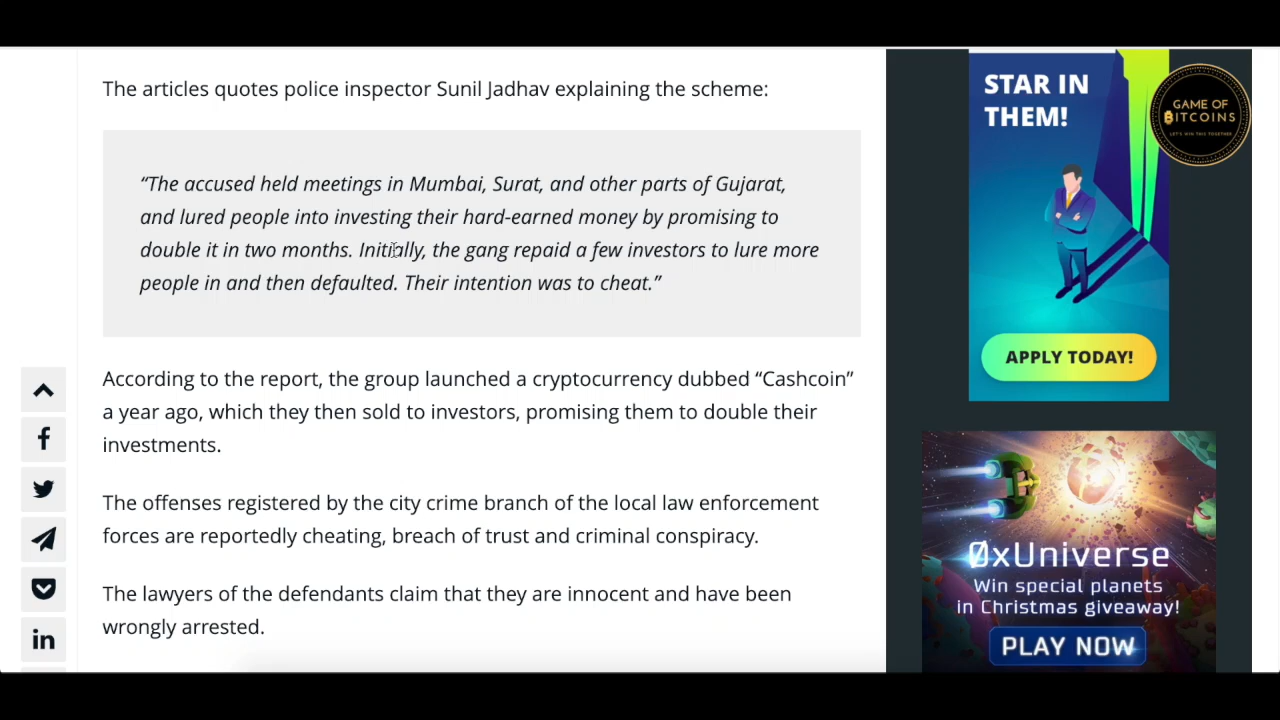 The articles quotes police inspector Sunil Jadhav explaining the scheme:
“The accused held meetings in Mumbai, Surat, and other parts of Gujarat,
and lured people into investing their hard-earned money by promising to
double it in two months. Initially, the gang repaid a few investors to lure more
people in and then defaulted. Their intention was to cheat.”
According to the report, the group launched a cryptocurrency dubbed “Cashcoin”
a year ago, which they then sold to investors, promising them to double their
investments.
The offenses registered by the city crime branch of the local law enforcement
forces are reportedly cheating, breach of trust and criminal conspiracy.
The lawyers of the defendants claim that they are innocent and have been
wrongly arrested.
STAR IN
THEM!
APPLY TODAY!
GAME OF
BITCOINS
LET'S WIN THIS TOGETHER
0xUniverse
Win special planets
in Christmas giveaway!
PLAY NOW